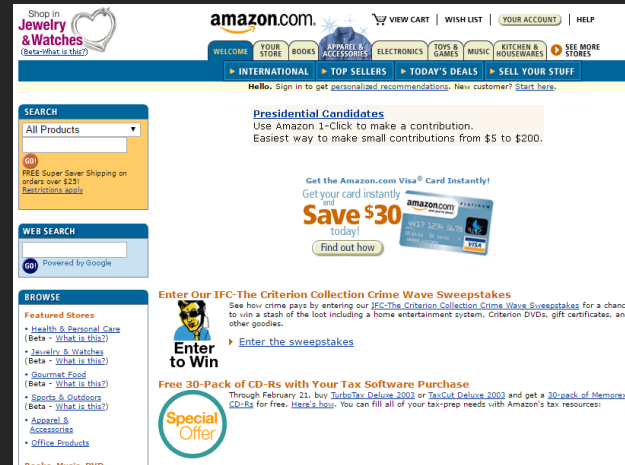 Shop in
Jewelry
& Watches
(Beta-What is this?)
amazon.com.
VIEW CART | WISH LIST | YOUR ACCOUNT | HELP
WELCOME
YOUR STORE
BOOKS
APPAREL & ACCESSORIES
ELECTRONICS
TOYS & GAMES
MUSIC
KITCHEN & HOUSEWARES
SEE MORE STORES
INTERNATIONAL
TOP SELLERS
TODAY'S DEALS
SELL YOUR STUFF
Hello. Sign in to get personalized recommendations. New customer? Start here.
SEARCH
All Products
GO!
FREE Super Saver Shipping on
orders over $25!
Restrictions apply
WEB SEARCH
GO! Powered by Google
BROWSE
Featured Stores
• Health & Personal Care
(Beta - What is this?)
• Jewelry & Watches
(Beta - What is this?)
• Gourmet Food
(Beta - What is this?)
• Sports & Outdoors
(Beta - What is this?)
• Apparel &
Accessories
• Office Products
Presidential Candidates
Use Amazon 1-Click to make a contribution.
Easiest way to make small contributions from $5 to $200.
Get the Amazon.com Visa® Card Instantly!
Get your card instantly
and
Save $30
today!
Find out how
amazon.com
PLATINUM
VISA
Enter Our IFC-The Criterion Collection Crime Wave Sweepstakes
See how crime pays by entering our IFC-The Criterion Collection Crime Wave Sweepstakes for a chanc
to win a stash of the loot including a home entertainment system, Criterion DVDs, gift certificates, an
other goodies.
Enter
to Win
Enter the sweepstakes
Free 30-Pack of CD-Rs with Your Tax Software Purchase
Through February 21, buy TurboTax Deluxe 2003 or TaxCut Deluxe 2003 and get a 30-pack of Memorex
CD-Rs for free. Here's how. You can fill all of your tax-prep needs with Amazon's tax resources:
Special
Offer